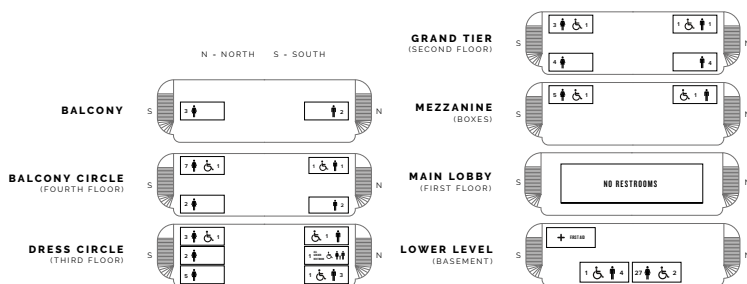 N = NORTH S = SOUTH
BALCONY
S
3
2
N
BALCONY CIRCLE
(FOURTH FLOOR)
S
7 1
1 1
2
2
N
DRESS CIRCLE
(THIRD FLOOR)
S
3 1
1
2
1
5
1 3
N
GRAND TIER
(SECOND FLOOR)
S
3 1
1 1
4
4
MEZZANINE
(BOXES)
S
5 1
1
MAIN LOBBY
(FIRST FLOOR)
S
NO RESTROOMS
LOWER LEVEL
(BASEMENT)
S
FIRST AID
1 4
27 2